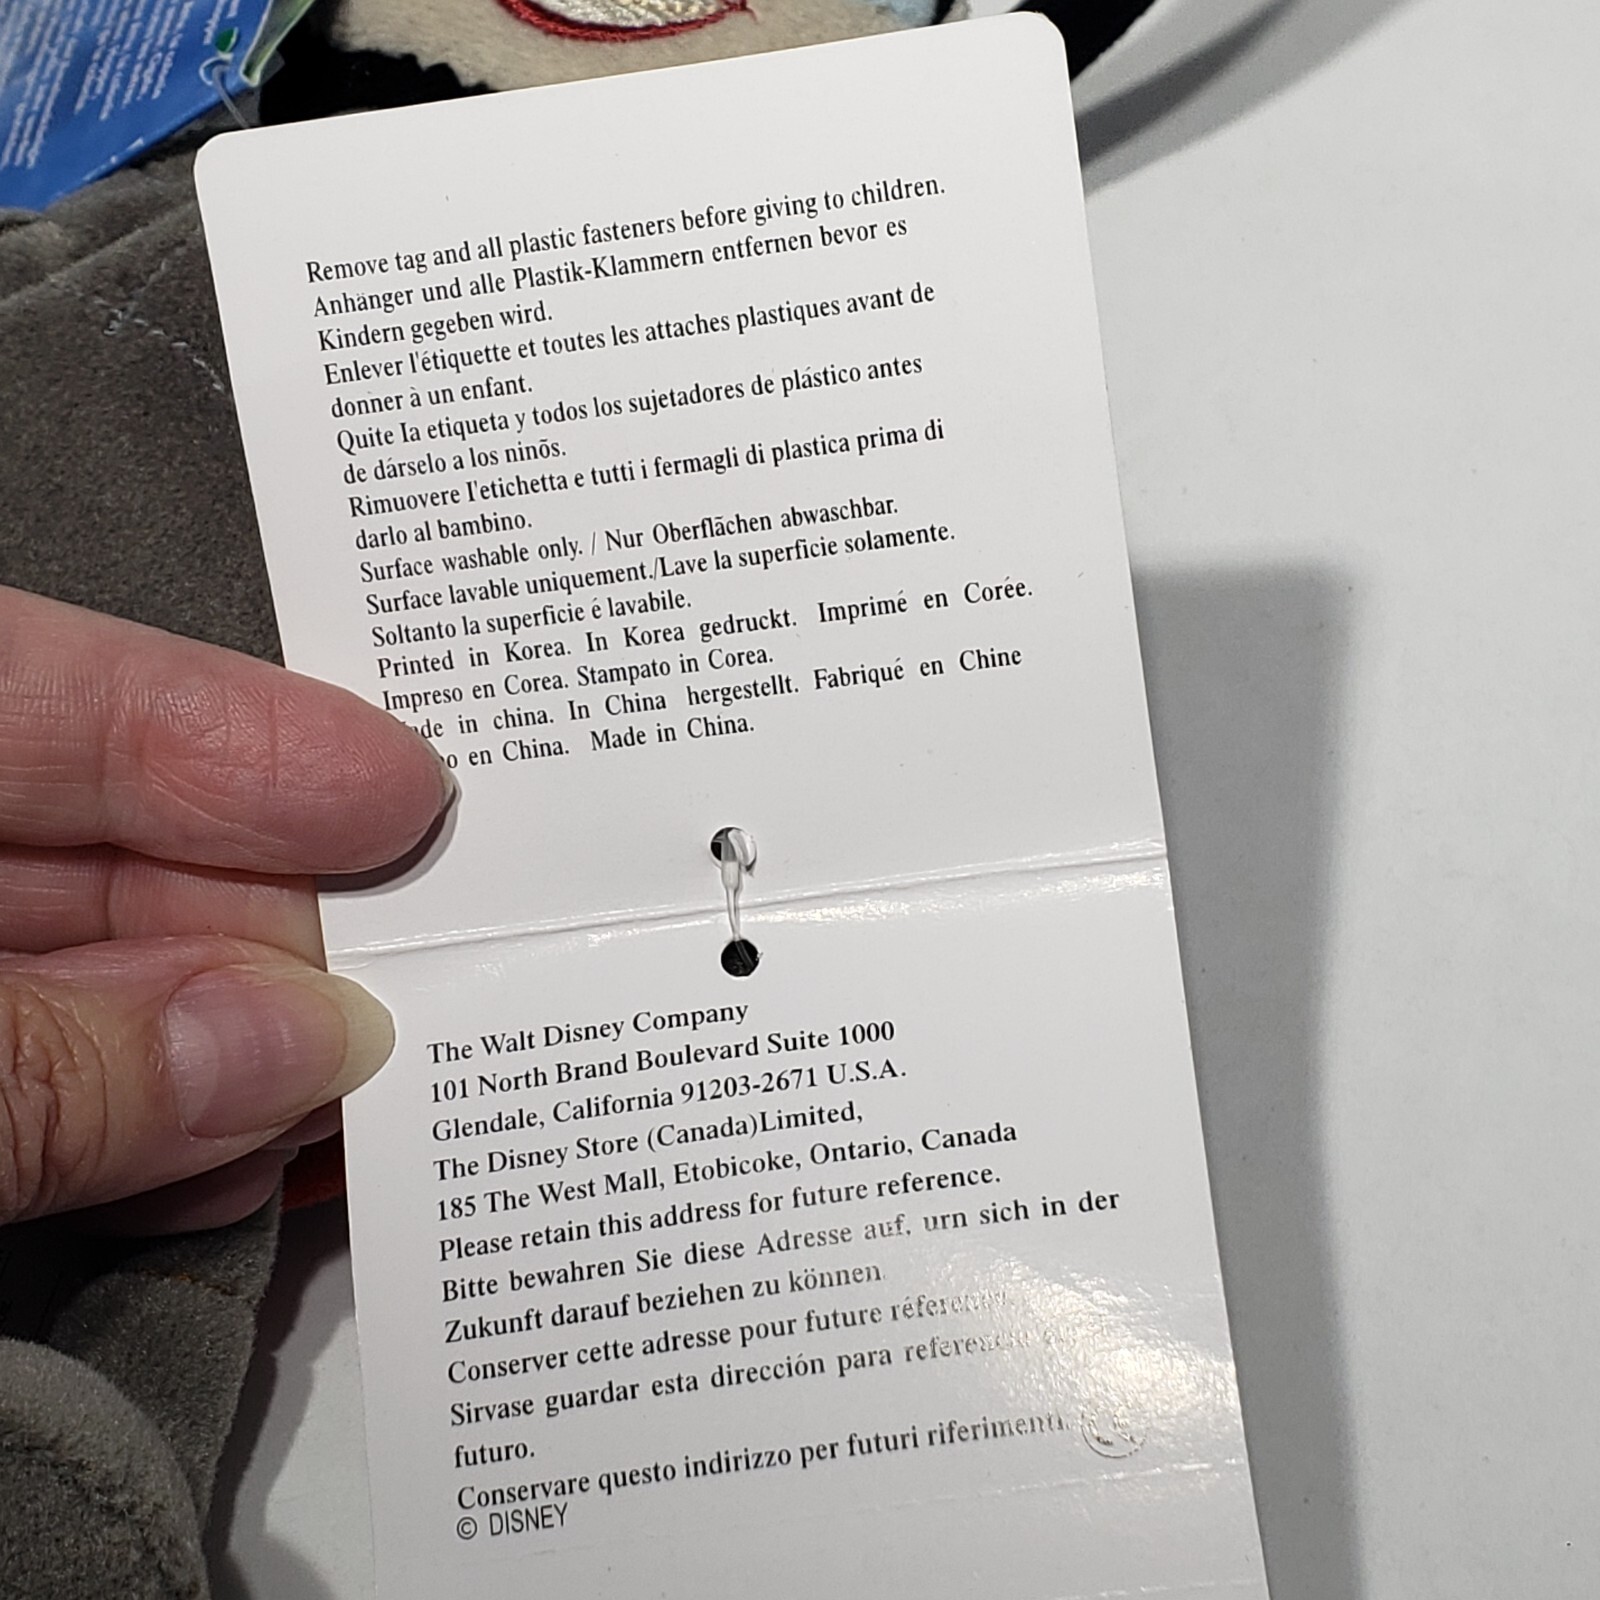 Remove tag and all plastic fasteners before giving to children.
Anhänger und alle Plastik-Klammern entfernen bevor es
Kindern gegeben wird.
Enlever l'étiquette et toutes les attaches plastiques avant de
donner à un enfant.
Quite Ia etiqueta y todos los sujetadores de plástico antes
de dárselo a los ninõs.
Rimuovere I'etichetta e tutti i fermagli di plastica prima di
darlo al bambino.
Surface washable only. / Nur Oberflãchen abwaschbar.
Surface lavable uniquement./Lave la superficie solamente.
Soltanto la superficie é lavabile.
Printed in Korea. In Korea gedruckt. Imprimé en Corée.
Impreso en Corea. Stampato in Corea.
in china. In China hergestellt. Fabriqué en Chine
en China. Made in China.
The Walt Disney Company
101 North Brand Boulevard Suite 1000
Glendale, California 91203-2671 U.S.A.
The Disney Store (Canada)Limited,
185 The West Mall, Etobicoke, Ontario, Canada
Please retain this address for future reference.
Bitte bewahren Sie diese Adresse auf, urn sich in der
Zukunft darauf beziehen zu können.
Conserver cette adresse pour future
Sirvase guardar esta dirección para
futuro.
Conservare questo indirizzo per futuri riferimenti.
© DISNEY